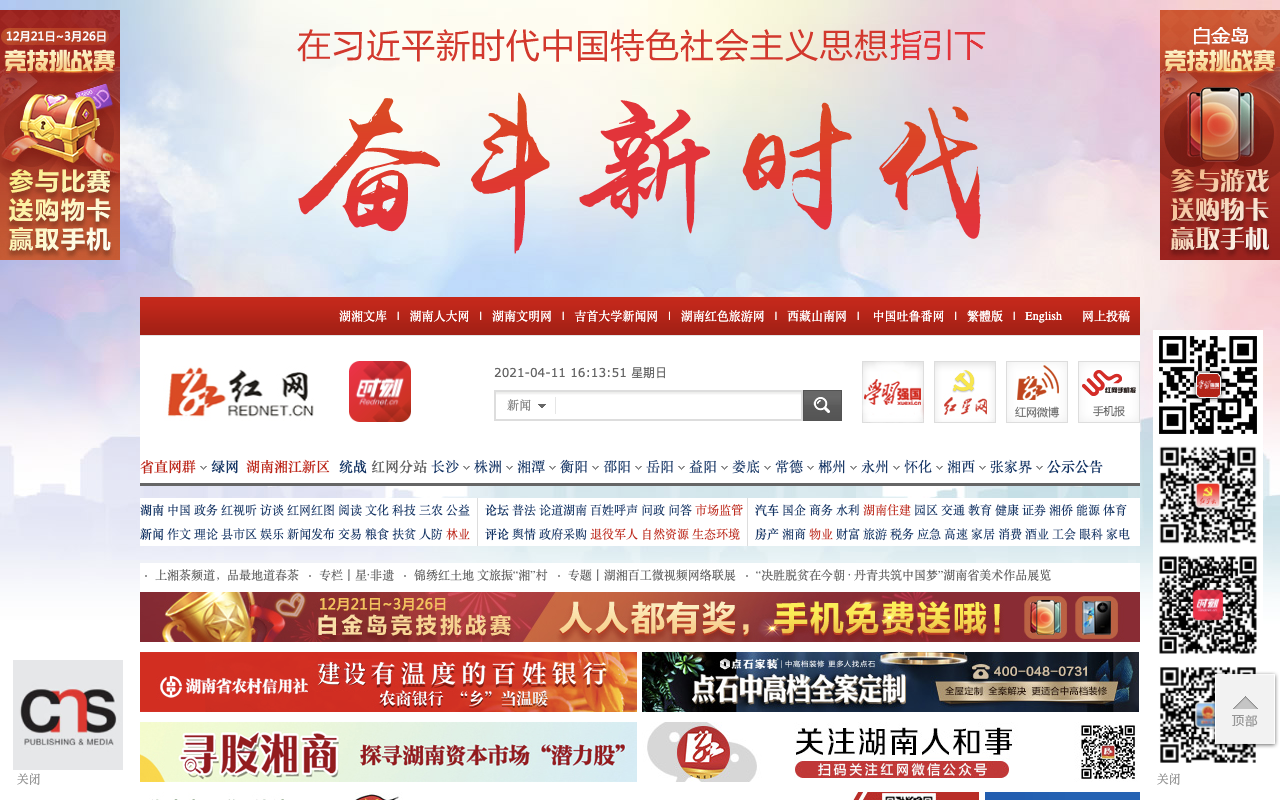 12月21日~3月26日
竞技挑战赛
参与比赛
送购物卡
赢取手机
在习近平新时代中国特色社会主义思想指引下
奋斗新时代
白金岛
竞技挑战赛
参与游戏
送购物卡
赢取手机
湖湘文库 | 湖南人大网 | 湖南文明网 | 吉首大学新闻网 | 湖南红色旅游网 | 西藏山南网 | 中国吐鲁番网 | 繁體版 | English 网上投稿
红网
REDNET.CN
时刻
Rednet.cn
2021-04-11 16:13:51 星期日
新闻
学习强国
xuexi.cn
红星网
红网微博
红网手机报
手机报
省直网群 绿网 湖南湘江新区 统战 红网分站 长沙 株洲 湘潭 衡阳 邵阳 岳阳 益阳 娄底 常德 郴州 永州 怀化 湘西 张家界 公示公告
湖南 中国 政务 红视听 访谈 红网红图 阅读 文化 科技 三农 公益
新闻 作文 理论 县市区 娱乐 新闻发布 交易 粮食 扶贫 人防 林业
论坛 普法 论道湖南 百姓呼声 问政 问答 市场监管
评论 舆情 政府采购 退役军人 自然资源 生态环境
汽车 国企 商务 水利 湖南住建 园区 交通 教育 健康 证券 湘侨 能源 体育
房产 湘商 物业 财富 旅游 税务 应急 高速 家居 消费 酒业 工会 眼科 家电
· 上湘茶频道，品最地道春茶 · 专栏丨星·非遗 · 锦绣红土地 文旅振“湘”村 · 专题丨湖湘百工微视频网络联展 · “决胜脱贫在今朝 · 丹青共筑中国梦”湖南省美术作品展览
12月21日~3月26日
白金岛竞技挑战赛
人人都有奖，手机免费送哦！
湖南省农村信用社
建设有温度的百姓银行
农商银行 “乡”当温暖
点石家装 | 中高档装修 更多人找点石
点石中高档全案定制
400-048-0731
全屋定制 全案解决 更适合中高档装修
寻股湘商
探寻湖南资本市场“潜力股”
关注湖南人和事
扫码关注红网微信公众号
CNS
PUBLISHING & MEDIA
关闭
顶部
关闭